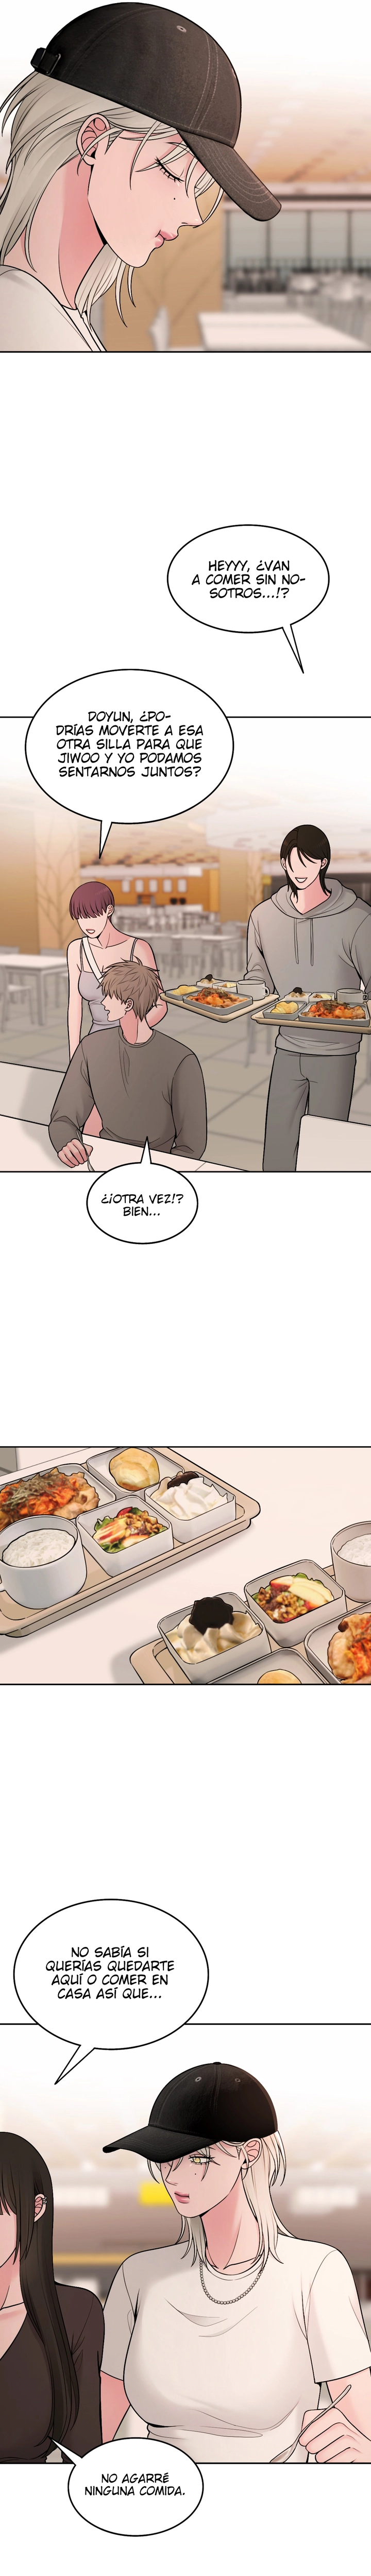 HEYYY, ¿VAN
A COMER SIN NO-
SOTROS...!?
DOYUN, ¿PO-
DRÍAS MOVERTE A ESA
OTRA SILLA PARA QUE
JIWOO Y YO PODAMOS
SENTARNOS JUNTOS?
¿¡OTRA VEZ!?
BIEN...
NO SABÍA SI
QUERÍAS QUEDARTE
AQUÍ O COMER EN
CASA ASÍ QUE...
NO AGARRÉ
NINGUNA COMIDA.